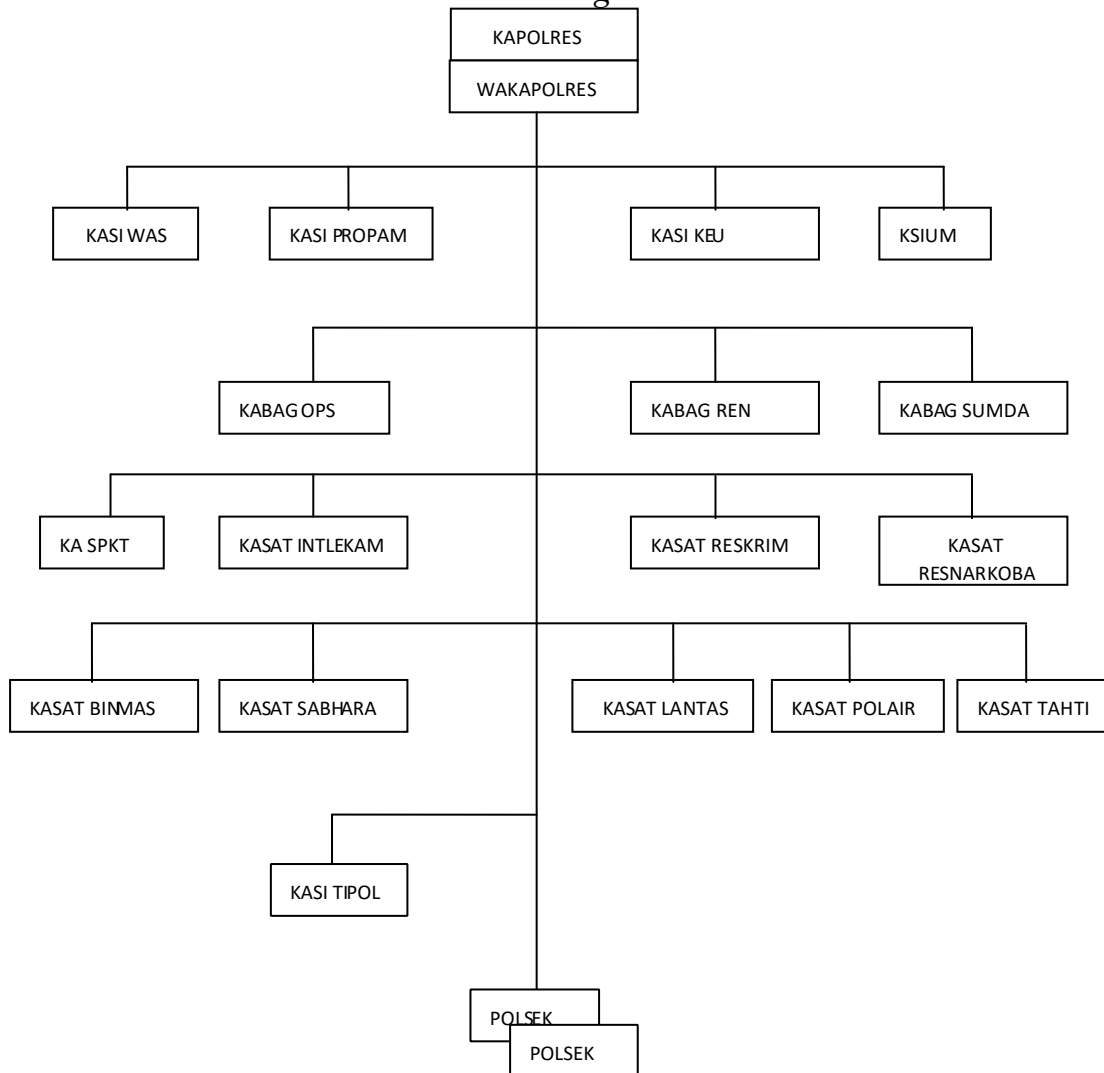 g
KAPOLRES
WAKAPOLRES
KASI WAS
KASI PROPAM
KASI KEU
KSIUM
KABAG OPS
KABAG REN
KABAG SUMDA
KA SPKT
KASAT INTLEKAM
KASAT RESKRIM
KASAT
RESNARKOBA
KASAT BINMAS
KASAT SABHARA
KASAT LANTAS
KASAT POLAIR
KASAT TAHTI
KASI TIPOL
POLSEK
POLSEK